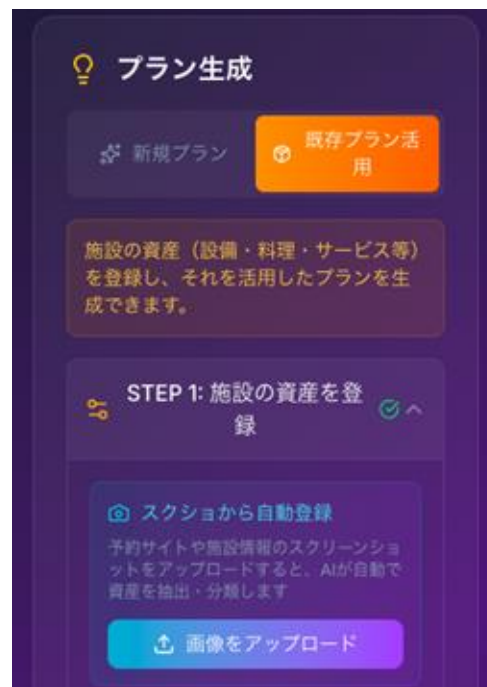 プラン生成
新規プラン
既存プラン活
用
施設の資産（設備・料理・サービス等）
を登録し、それを活用したプランを生
成できます。
STEP 1: 施設の資産を登
録
スクショから自動登録
予約サイトや施設情報のスクリーンショ
ットをアップロードすると、AIが自動で
資産を抽出・分類します
画像をアップロード